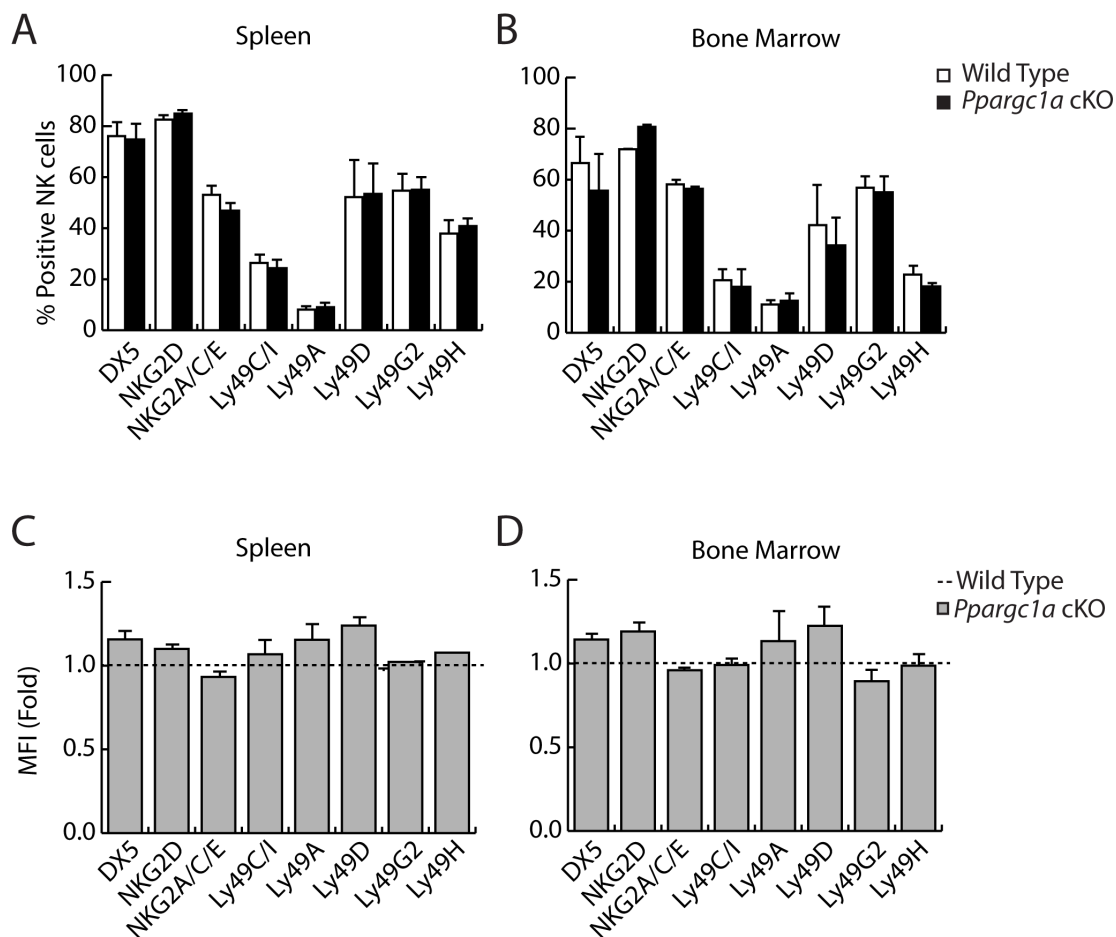 A
Spleen
% Positive NK cells
100
80
60
40
20
0
DX5
NKG2D
NKG2A/C/E
Ly49C/I
Ly49A
Ly49D
Ly49G2
Ly49H
B
Bone Marrow
100
80
60
40
20
0
DX5
NKG2D
NKG2A/C/E
Ly49C/I
Ly49A
Ly49D
Ly49G2
Ly49H
Wild Type
Ppargc1a cKO
C
Spleen
MFI (Fold)
1.5
1.0
0.5
0.0
DX5
NKG2D
NKG2A/C/E
Ly49C/I
Ly49A
Ly49D
Ly49G2
Ly49H
D
Bone Marrow
1.5
1.0
0.5
0.0
DX5
NKG2D
NKG2A/C/E
Ly49C/I
Ly49A
Ly49D
Ly49G2
Ly49H
Wild Type
Ppargc1a cKO